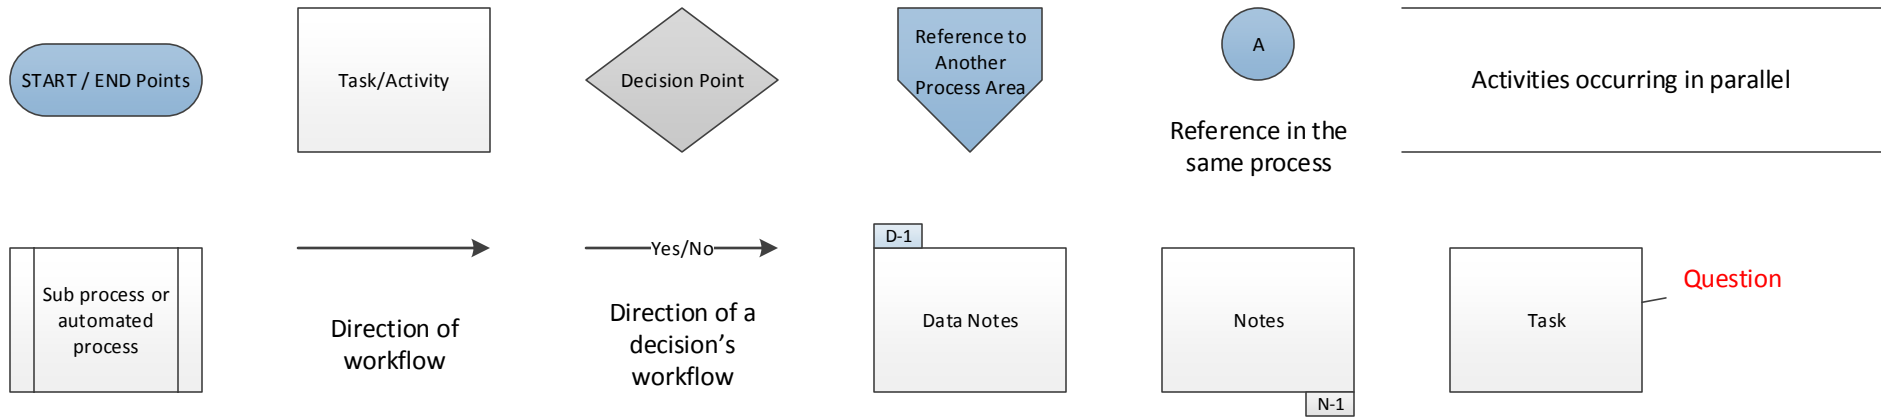 START / END Points
Task/Activity
Decision Point
Reference to
Another
Process Area
A
Reference in the
same process
Activities occurring in parallel
Sub process or
automated
process
Direction of
workflow
Yes/No
Direction of a
decision’s
workflow
D-1
Data Notes
Notes
N-1
Task
Question